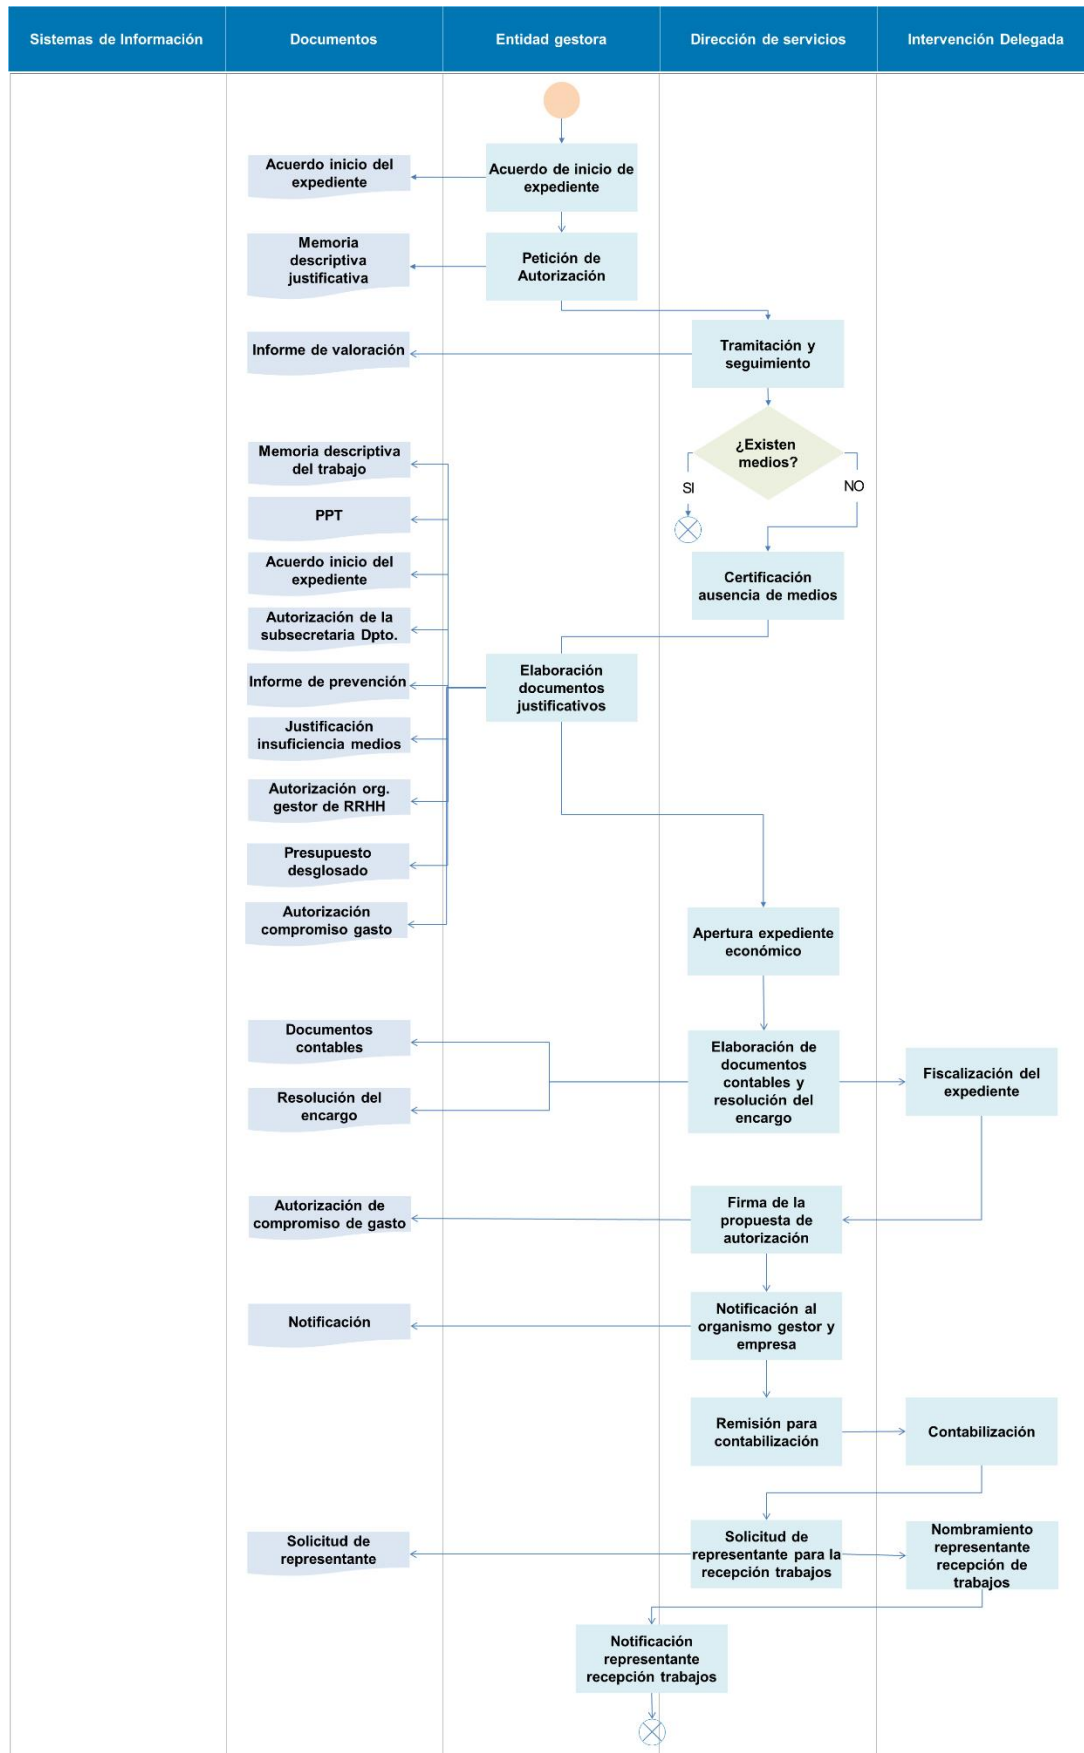 Sistemas de Información
Documentos
Entidad gestora
Dirección de servicios
Intervención Delegada
Acuerdo inicio del
expediente
Acuerdo de inicio de
expediente
Memoria
descriptiva
justificativa
Petición de
Autorización
Informe de valoración
Tramitación y
seguimiento
¿Existen
medios?
SI
NO
Memoria descriptiva
del trabajo
PPT
Acuerdo inicio del
expediente
Certificación
ausencia de medios
Autorización de la
subsecretaria Dpto.
Informe de prevención
Elaboración
documentos
justificativos
Justificación
insuficiencia medios
Autorización org.
gestor de RRHH
Presupuesto
desglosado
Autorización
compromiso gasto
Apertura expediente
económico
Documentos
contables
Resolución del
encargo
Elaboración de
documentos
contables y
resolución del
encargo
Fiscalización del
expediente
Autorización de
compromiso de gasto
Firma de la
propuesta de
autorización
Notificación
Notificación al
organismo gestor y
empresa
Remisión para
contabilización
Contabilización
Solicitud de
representante
Solicitud de
representante para la
recepción trabajos
Nombramiento
representante
recepción de
trabajos
Notificación
representante
recepción trabajos